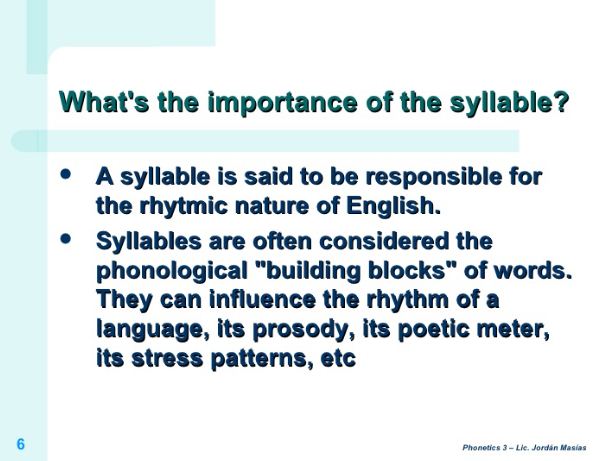 What's the importance of the syllable?
• A syllable is said to be responsible for
the rhytmic nature of English.
• Syllables are often considered the
phonological "building blocks" of words.
They can influence the rhythm of a
language, its prosody, its poetic meter,
its stress patterns, etc
6
Phonetics 3 – Lic. Jordán Masías